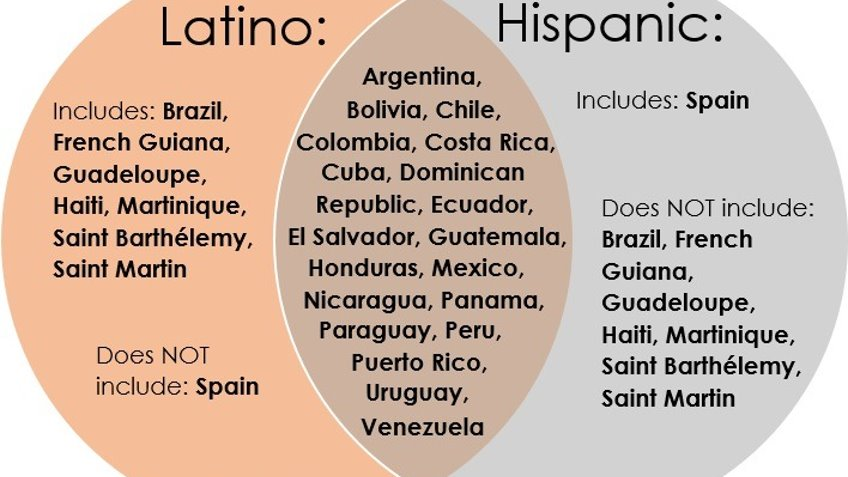 Latino:
Includes: Brazil,
French Guiana,
Guadeloupe,
Haiti, Martinique,
Saint Barthélemy,
Saint Martin
Does NOT
include: Spain
Argentina,
Bolivia, Chile,
Colombia, Costa Rica,
Cuba, Dominican
Republic, Ecuador,
El Salvador, Guatemala,
Honduras, Mexico,
Nicaragua, Panama,
Paraguay, Peru,
Puerto Rico,
Uruguay,
Venezuela
Hispanic:
Includes: Spain
Does NOT include:
Brazil, French
Guiana,
Guadeloupe,
Haiti, Martinique,
Saint Barthélemy,
Saint Martin